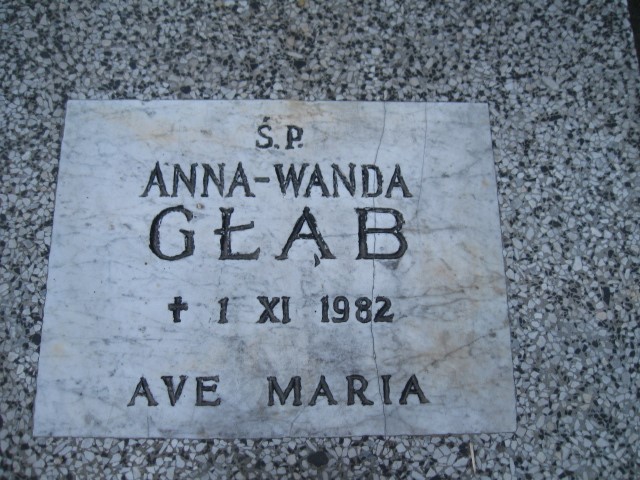 Ś.P.
ANNA-WANDA
GŁĄB
✝ 1 XI 1982
AVE MARIA